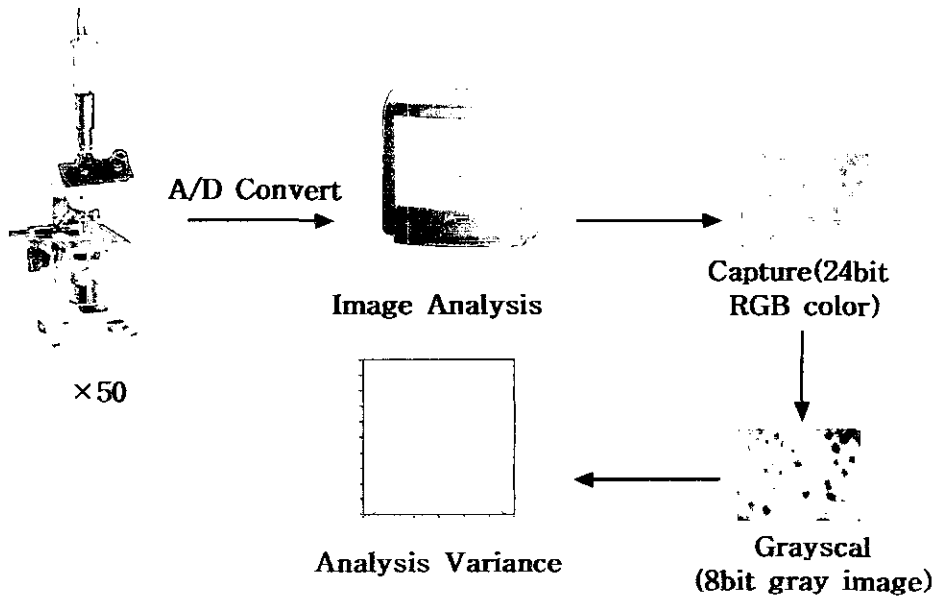 A/D Convert
Image Analysis
Capture(24bit
RGB color)
×50
Grayscal
(8bit gray image)
Analysis Variance